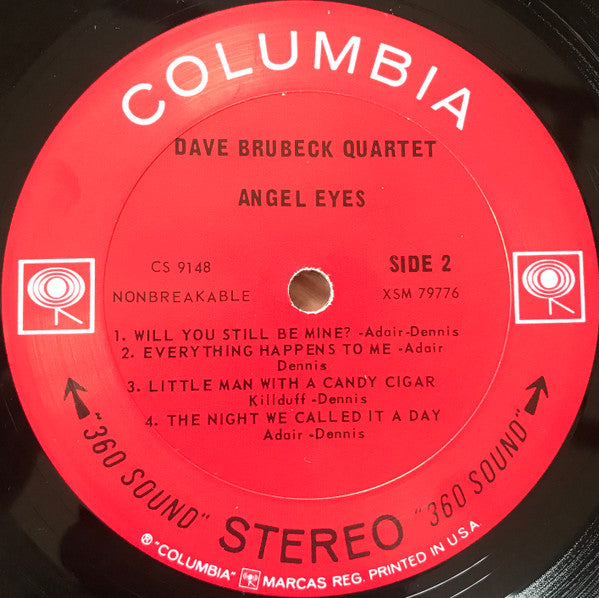 COLUMBIA
DAVE BRUBECK QUARTET
ANGEL EYES
CS 9148
SIDE 2
NONBREAKABLE
XSM 79776
1. WILL YOU STILL BE MINE? -Adair-Dennis
2. EVERYTHING HAPPENS TO ME -Adair
Dennis
3. LITTLE MAN WITH A CANDY CIGAR
Killduff-Dennis
4. THE NIGHT WE CALLED IT A DAY
Adair-Dennis
"360 SOUND" STEREO "360 SOUND"
® "COLUMBIA" MARCAS REG. PRINTED IN U.S.A.